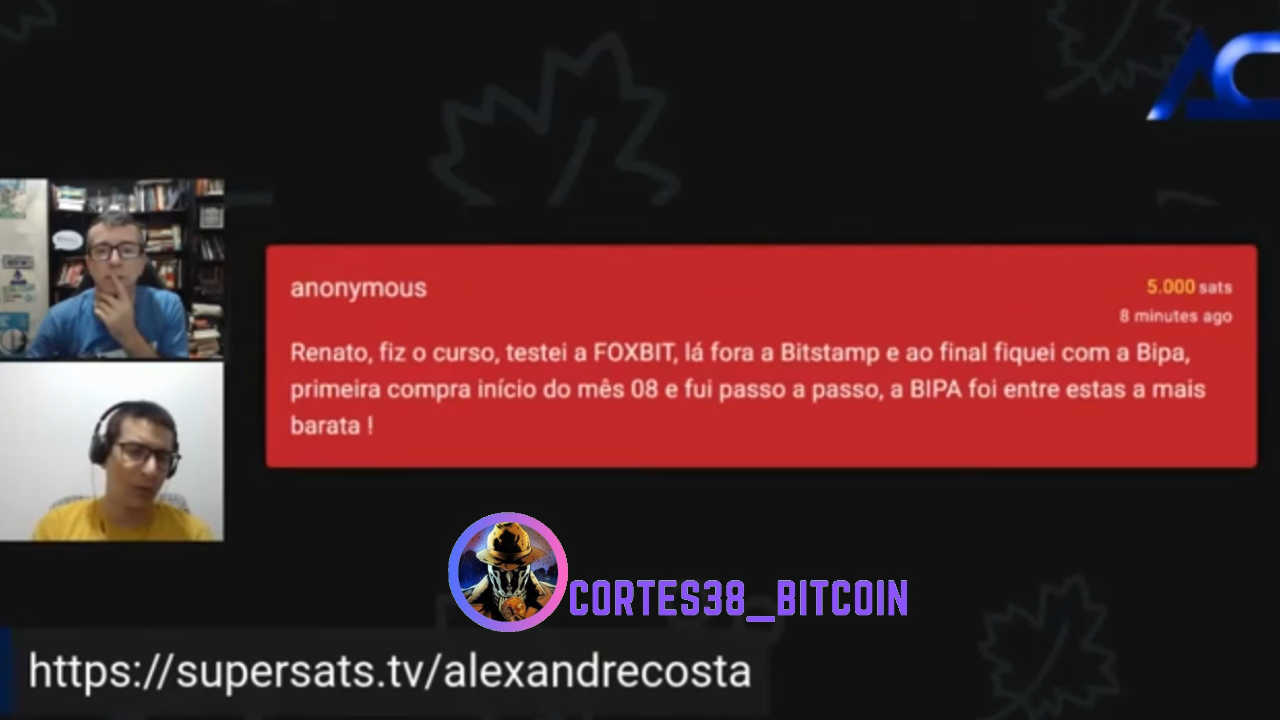 AC
anonymous
5.000 sats
8 minutes ago
Renato, fiz o curso, testei a FOXBIT, lá fora a Bitstamp e ao final fiquei com a Bipa,
primeira compra início do mês 08 e fui passo a passo, a BIPA foi entre estas a mais
barata !
CORTES38_BITCOIN
https://supersats.tv/alexandrecosta